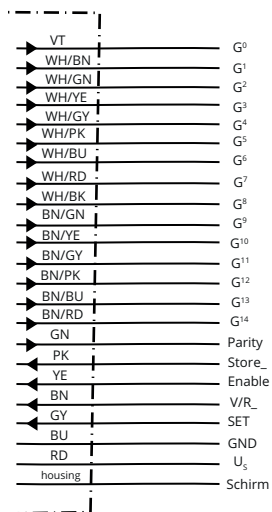 VT G⁰
WH/BN G¹
WH/GN G²
WH/YE G³
WH/GY G⁴
WH/PK G⁵
WH/BU G⁶
WH/RD G⁷
WH/BK G⁸
BN/GN G⁹
BN/YE G¹⁰
BN/GY G¹¹
BN/PK G¹²
BN/BU G¹³
BN/RD G¹⁴
GN Parity
PK Store_
YE Enable
BN V/R_
GY SET
BU GND
RD Uₛ
housing Schirm